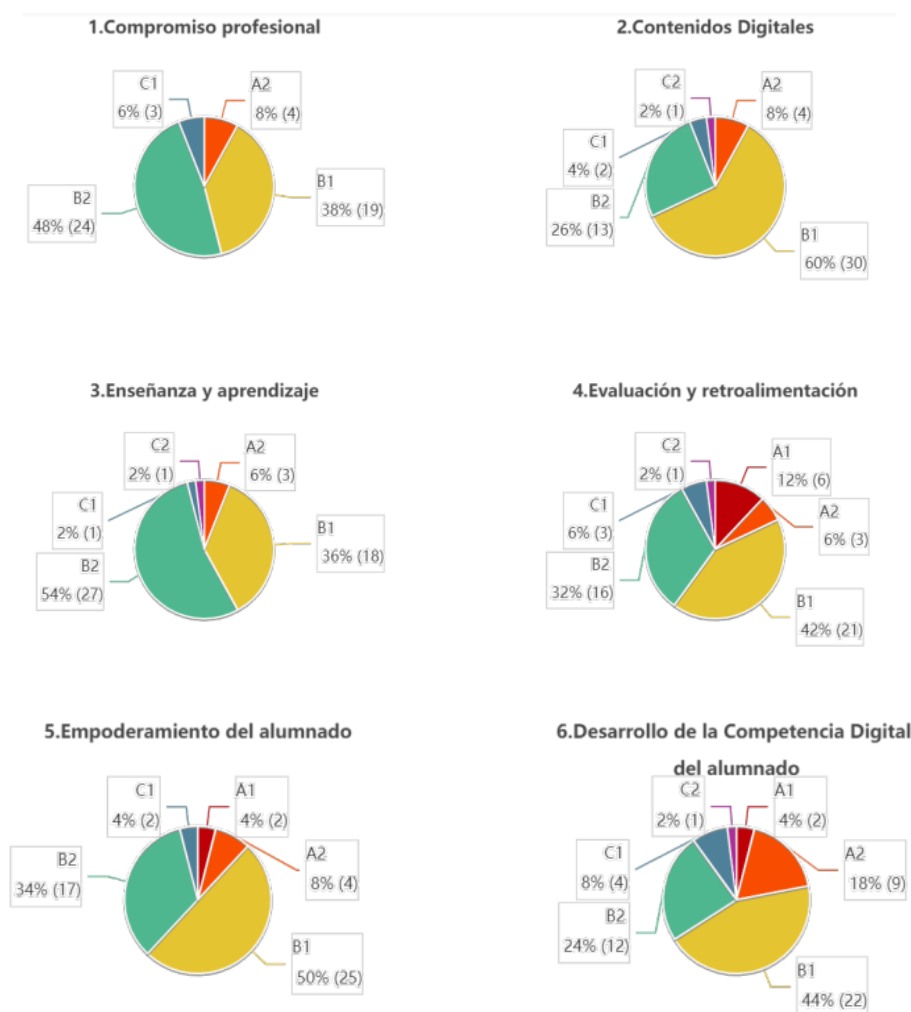 1.Compromiso profesional
C1
6% (3)
A2
8% (4)
B1
38% (19)
B2
48% (24)
2.Contenidos Digitales
C2
2% (1)
A2
8% (4)
C1
4% (2)
B2
26% (13)
B1
60% (30)
3.Enseñanza y aprendizaje
C2
2% (1)
A2
6% (3)
C1
2% (1)
B1
36% (18)
B2
54% (27)
4.Evaluación y retroalimentación
C2
2% (1)
A1
12% (6)
C1
6% (3)
A2
6% (3)
B2
32% (16)
B1
42% (21)
5.Empoderamiento del alumnado
C1
4% (2)
A1
4% (2)
B2
34% (17)
A2
8% (4)
B1
50% (25)
6.Desarrollo de la Competencia Digital
del alumnado
C2
2% (1)
A1
4% (2)
C1
8% (4)
A2
18% (9)
B2
24% (12)
B1
44% (22)